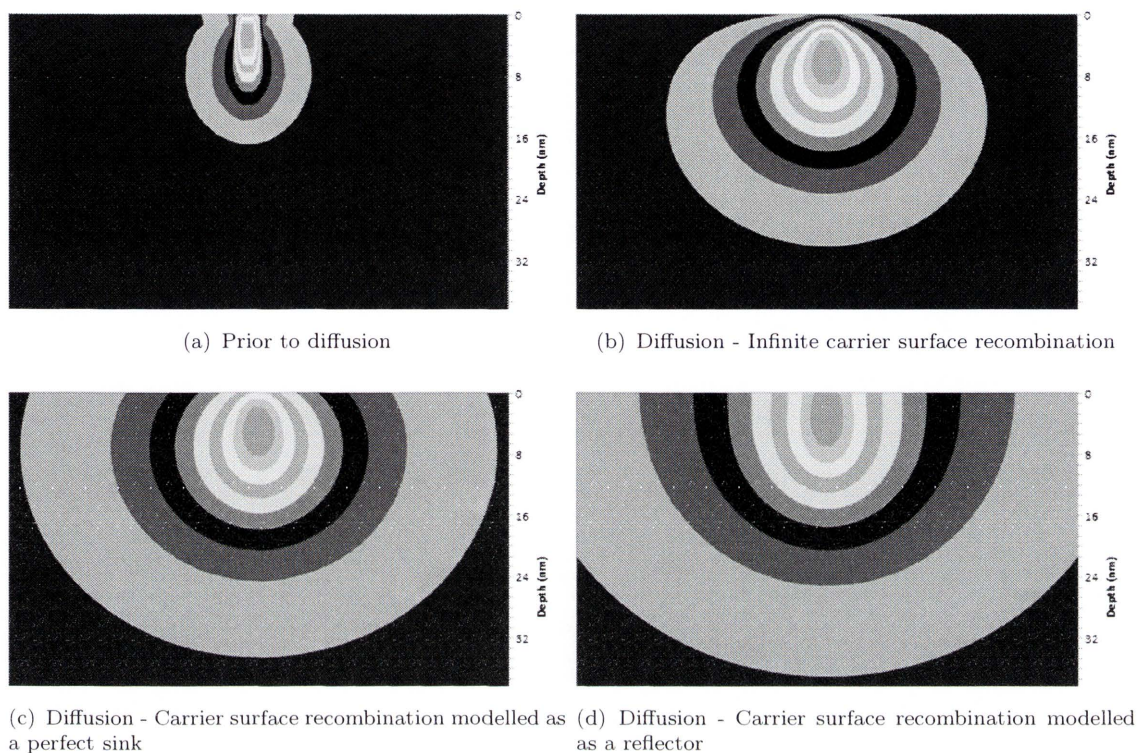 0
8
16
24
32
Depth (nm)
(a) Prior to diffusion
0
8
16
24
32
Depth (nm)
(b) Diffusion - Infinite carrier surface recombination
0
8
16
24
32
Depth (nm)
(c) Diffusion - Carrier surface recombination modelled as
a perfect sink
0
8
16
24
32
Depth (nm)
(d) Diffusion - Carrier surface recombination modelled
as a reflector